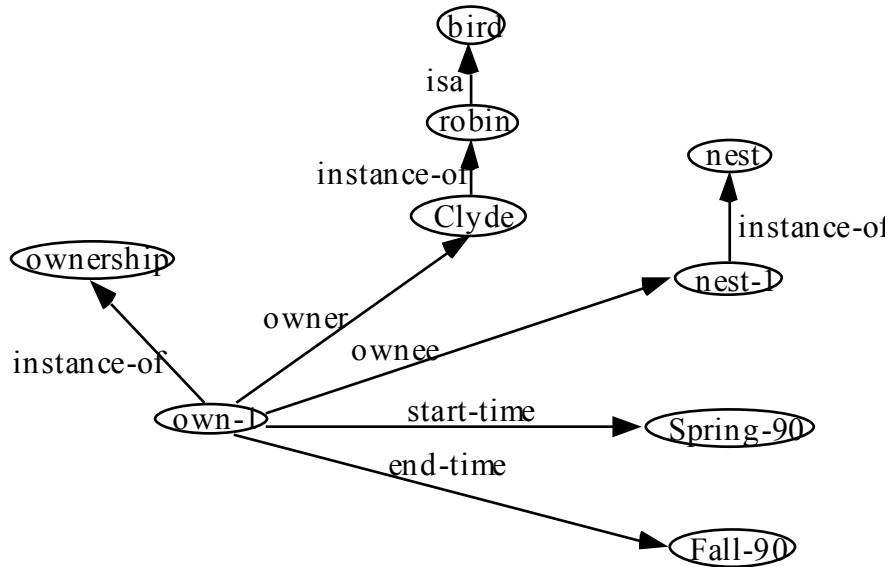 bird
isa
robin
nest
instance-of
Clyde
instance-of
ownership
nest-1
owner
ownee
instance-of
start-time
own-1
Spring-90
end-time
Fall-90